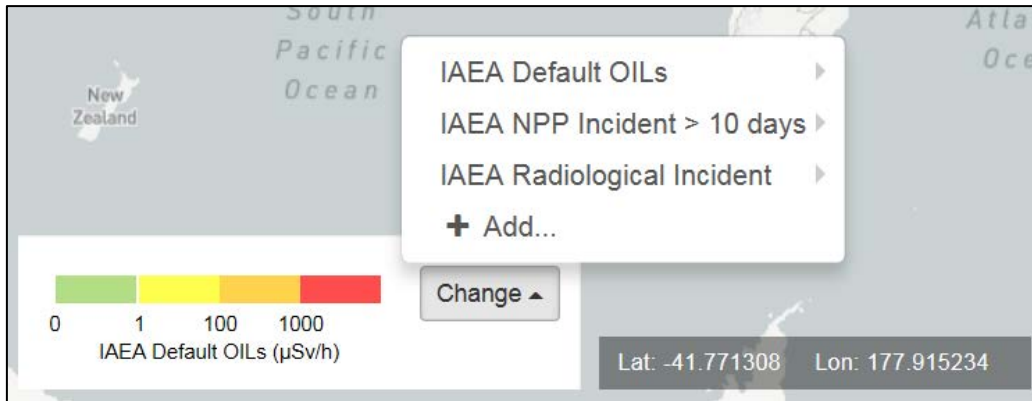 South
Pacific
Ocean
New
Zealand
Atla
Oce
IAEA Default OILs
IAEA NPP Incident > 10 days
IAEA Radiological Incident
+ Add...
Change
0 1 100 1000
IAEA Default OILs (µSv/h)
Lat: -41.771308 Lon: 177.915234